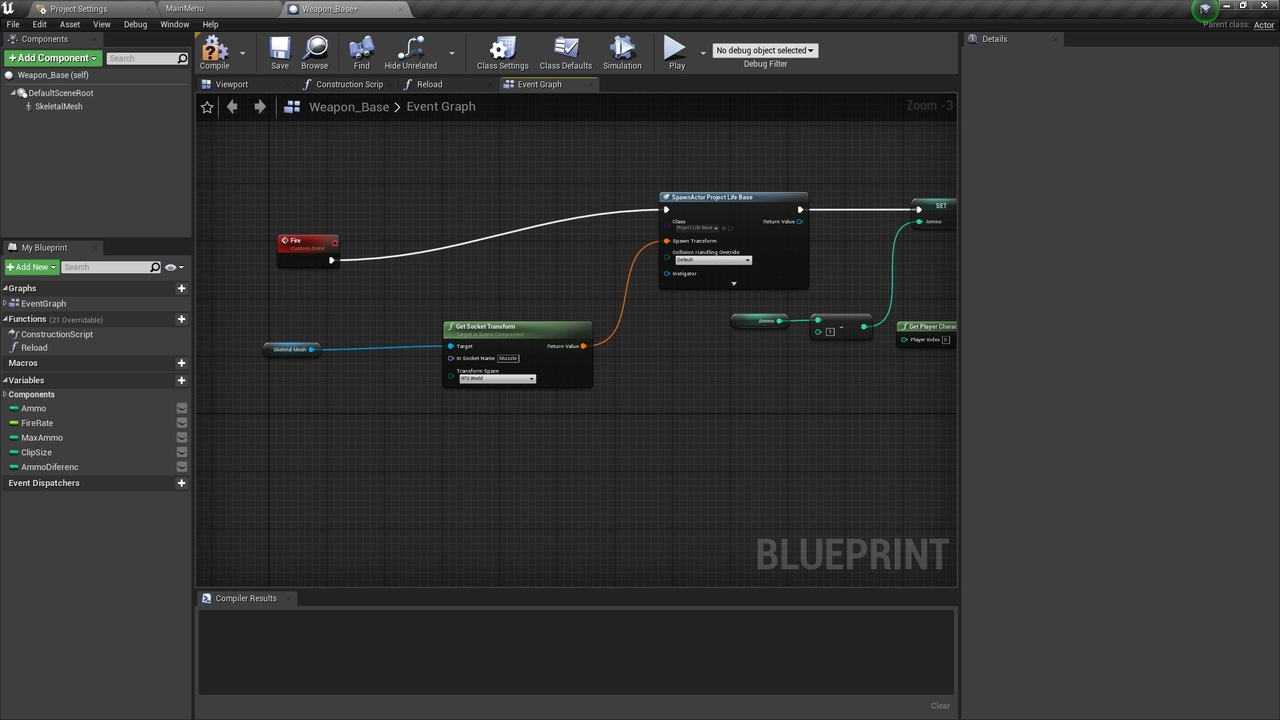 Project Settings
MainMenu
Weapon_Base*
File Edit Asset View Debug Window Help
Parent class: Actor
Components
+ Add Component
Search
Weapon_Base (self)
DefaultSceneRoot
SkeletalMesh
My Blueprint
+ Add New
Search
Graphs
EventGraph
Functions (21 Overridable)
ConstructionScript
Reload
Macros
Variables
Components
Ammo
FireRate
MaxAmmo
ClipSize
AmmoDiferenc
Event Dispatchers
Compile Save Browse Find Hide Unrelated Class Settings Class Defaults Simulation Play
No debug object selected
Debug Filter
Viewport Construction Scrip Reload Event Graph
Weapon_Base > Event Graph
Zoom -3
Fire
Custom Event
Skeletal Mesh
Get Socket Transform
Target is Scene Component
Target Return Value
In Socket Name Muzzle
Transform Space
RTS World
SpawnActor Project Life Base
Class Return Value
Project Life Base
Spawn Transform
Collision Handling Override
Default
Instigator
Ammo
1
-
SET
Ammo
Get Player Charac
Player Index 0
BLUEPRINT
Compiler Results
Clear
Details